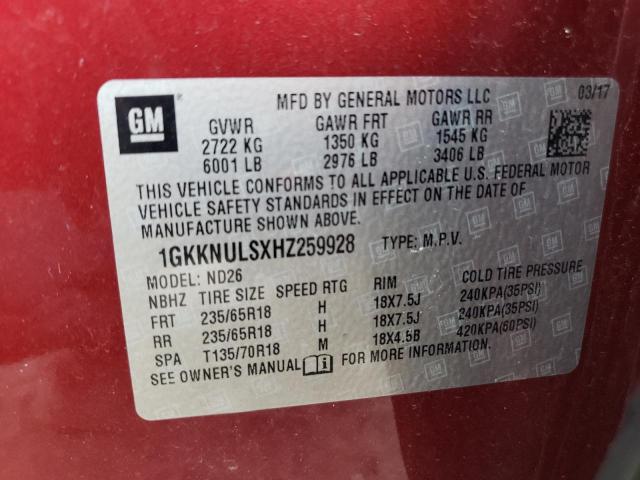 MFD BY GENERAL MOTORS LLC 03/17
GM
GVWR GAWR FRT GAWR RR
2722 KG 1350 KG 1545 KG
6001 LB 2976 LB 3406 LB
THIS VEHICLE CONFORMS TO ALL APPLICABLE U.S. FEDERAL MOTOR
VEHICLE SAFETY STANDARDS IN EFFECT ON THE DATE OF
MANUFACTURE SHOWN ABOVE.
1GKKNULSXHZ259928 TYPE: M.P.V.
MODEL: ND26
NBHZ TIRE SIZE SPEED RTG RIM COLD TIRE PRESSURE
FRT 235/65R18 H 18X7.5J 240KPA(35PSI)
RR 235/65R18 H 18X7.5J 240KPA(35PSI)
SPA T135/70R18 M 18X4.5B 420KPA(60PSI)
SEE OWNER'S MANUAL FOR MORE INFORMATION.